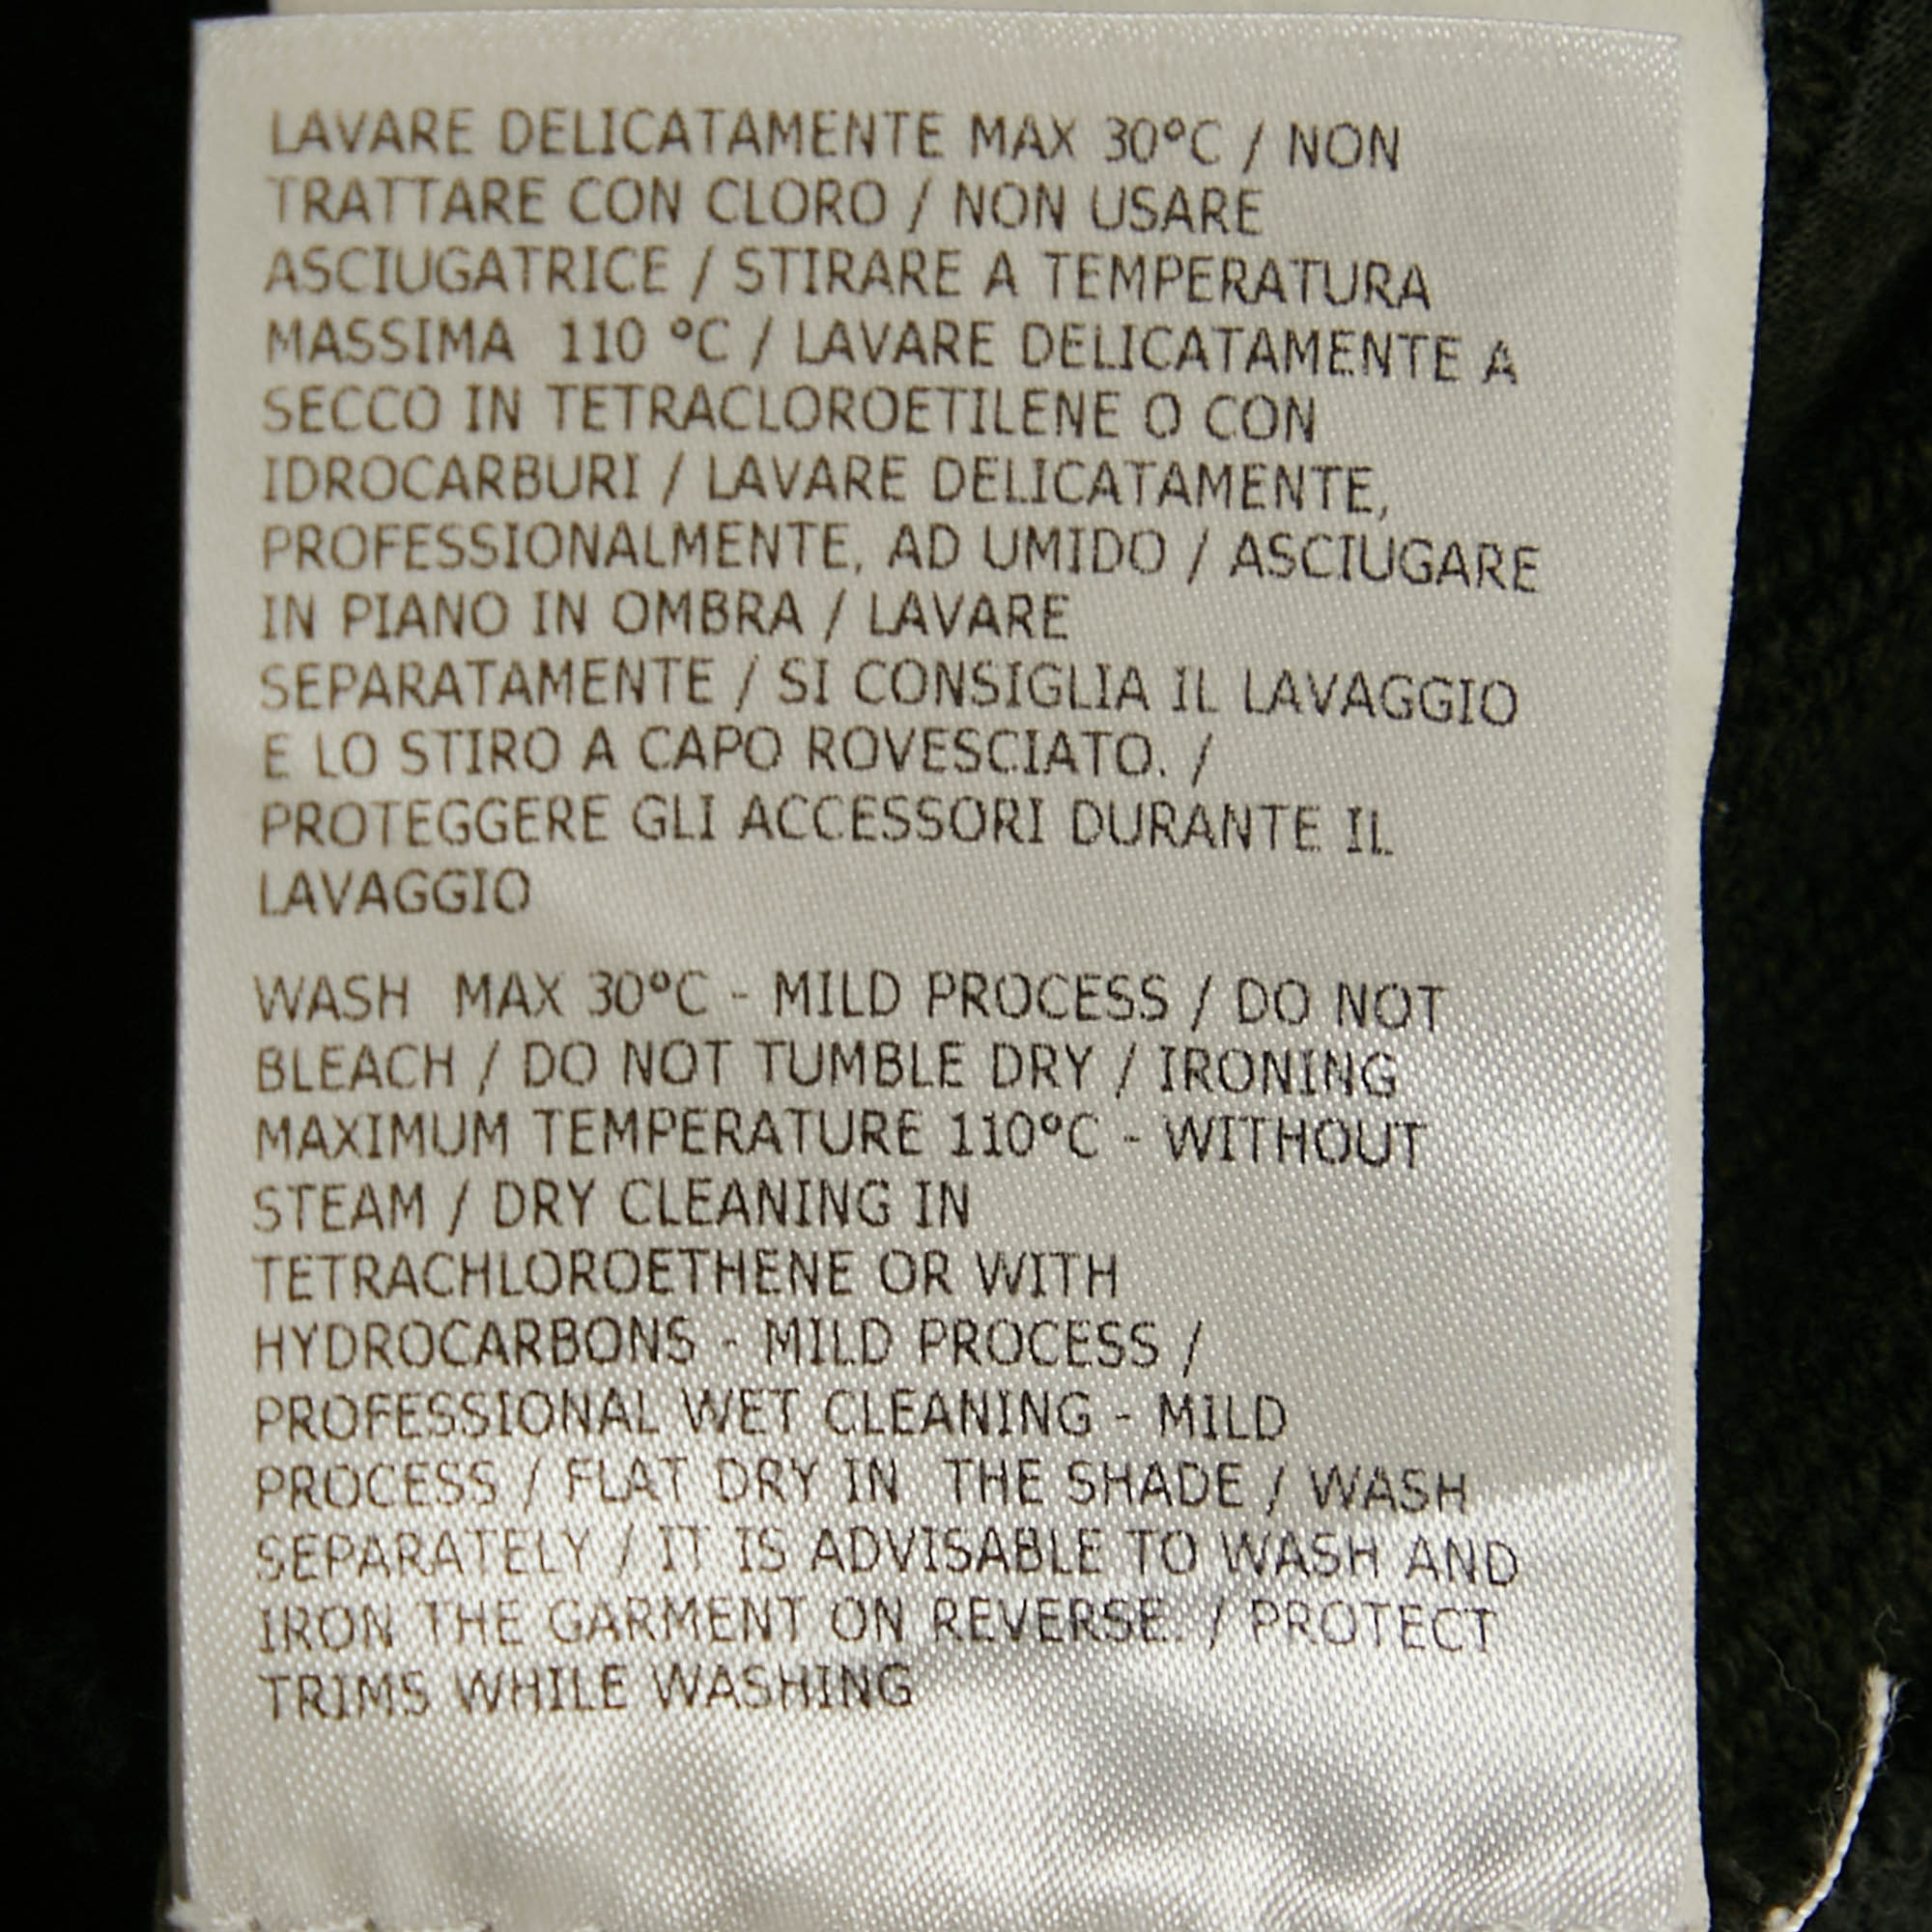 LAVARE DELICATAMENTE MAX 30°C / NON
TRATTARE CON CLORO / NON USARE
ASCIUGATRICE / STIRARE A TEMPERATURA
MASSIMA 110 °C / LAVARE DELICATAMENTE A
SECCO IN TETRACLOROETILENE O CON
IDROCARBURI / LAVARE DELICATAMENTE,
PROFESSIONALMENTE, AD UMIDO / ASCIUGARE
IN PIANO IN OMBRA / LAVARE
SEPARATAMENTE / SI CONSIGLIA IL LAVAGGIO
E LO STIRO A CAPO ROVESCIATO. /
PROTEGGERE GLI ACCESSORI DURANTE IL
LAVAGGIO
WASH MAX 30°C - MILD PROCESS / DO NOT
BLEACH / DO NOT TUMBLE DRY / IRONING
MAXIMUM TEMPERATURE 110°C - WITHOUT
STEAM / DRY CLEANING IN
TETRACHLOROETHENE OR WITH
HYDROCARBONS - MILD PROCESS /
PROFESSIONAL WET CLEANING - MILD
PROCESS / FLAT DRY IN THE SHADE / WASH
SEPARATELY / IT IS ADVISABLE TO WASH AND
IRON THE GARMENT ON REVERSE. / PROTECT
TRIMS WHILE WASHING